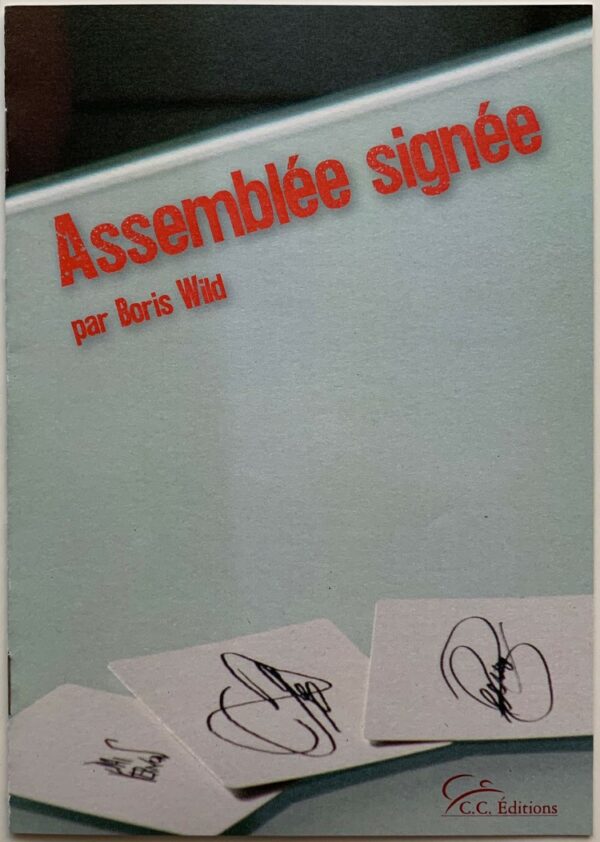 Assemblée signée
par Boris Wild
C.C. Éditions